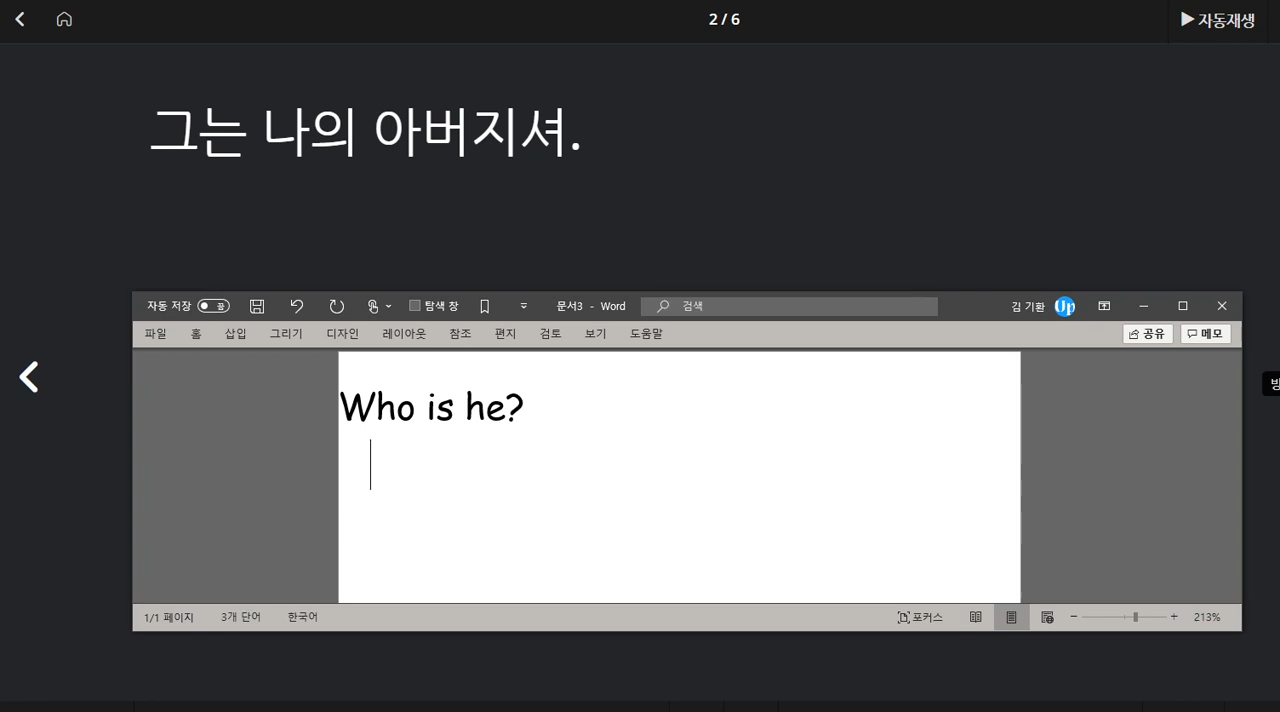 2 / 6
▶ 자동재생
그는 나의 아버지셔.
자동 저장 끔 탐색 창 문서3 - Word 검색 김 기환 Up
파일 홈 삽입 그리기 디자인 레이아웃 참조 편지 검토 보기 도움말 공유 메모
Who is he?
1/1 페이지 3개 단어 한국어 포커스 - + 213%